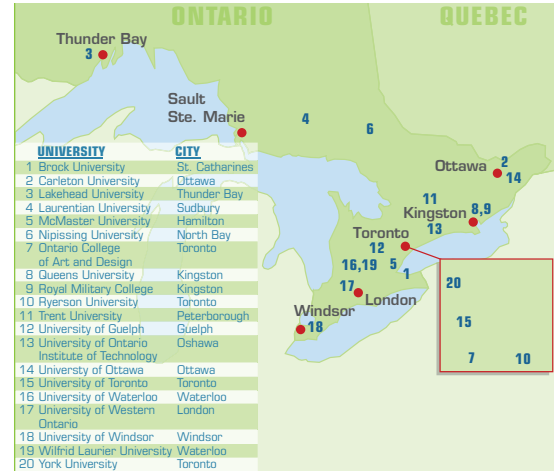 ONTARIO QUEBEC
Thunder Bay
3
Sault
Ste. Marie
4
6
Ottawa
2
14
11
Kingston
8,9
13
Toronto
12
16,19
5
1
17
London
Windsor
18
20
15
7
10
UNIVERSITY CITY
1 Brock University St. Catharines
2 Carleton University Ottawa
3 Lakehead University Thunder Bay
4 Laurentian University Sudbury
5 McMaster University Hamilton
6 Nipissing University North Bay
7 Ontario College Toronto
of Art and Design
8 Queens University Kingston
9 Royal Military College Kingston
10 Ryerson University Toronto
11 Trent University Peterborough
12 University of Guelph Guelph
13 University of Ontario Oshawa
Institute of Technology
14 Universty of Ottawa Ottawa
15 University of Toronto Toronto
16 University of Waterloo Waterloo
17 University of Western London
Ontario
18 University of Windsor Windsor
19 Wilfrid Laurier University Waterloo
20 York University Toronto